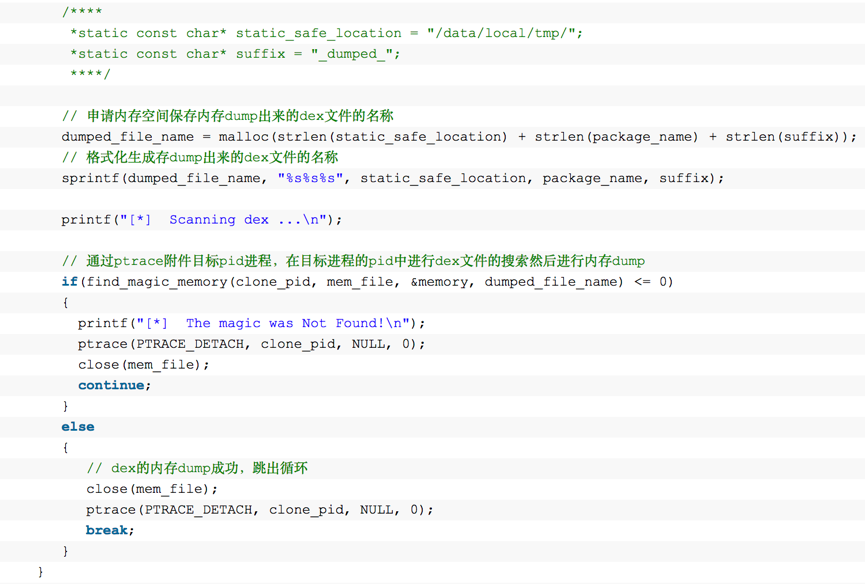 /****
 *static const char* static_safe_location = "/data/local/tmp/";
 *static const char* suffix = "_dumped_";
 ****/
// 申请内存空间保存内存dump出来的dex文件的名称
dumped_file_name = malloc(strlen(static_safe_location) + strlen(package_name) + strlen(suffix));
// 格式化生成存dump出来的dex文件的名称
sprintf(dumped_file_name, "%s%s%s", static_safe_location, package_name, suffix);
printf("[*]  Scanning dex ...\n");
// 通过ptrace附件目标pid进程，在目标进程的pid中进行dex文件的搜索然后进行内存dump
if(find_magic_memory(clone_pid, mem_file, &memory, dumped_file_name) <= 0)
{
  printf("[*]  The magic was Not Found!\n");
  ptrace(PTRACE_DETACH, clone_pid, NULL, 0);
  close(mem_file);
  continue;
}
else
{
   // dex的内存dump成功，跳出循环
   close(mem_file);
   ptrace(PTRACE_DETACH, clone_pid, NULL, 0);
   break;
}
}